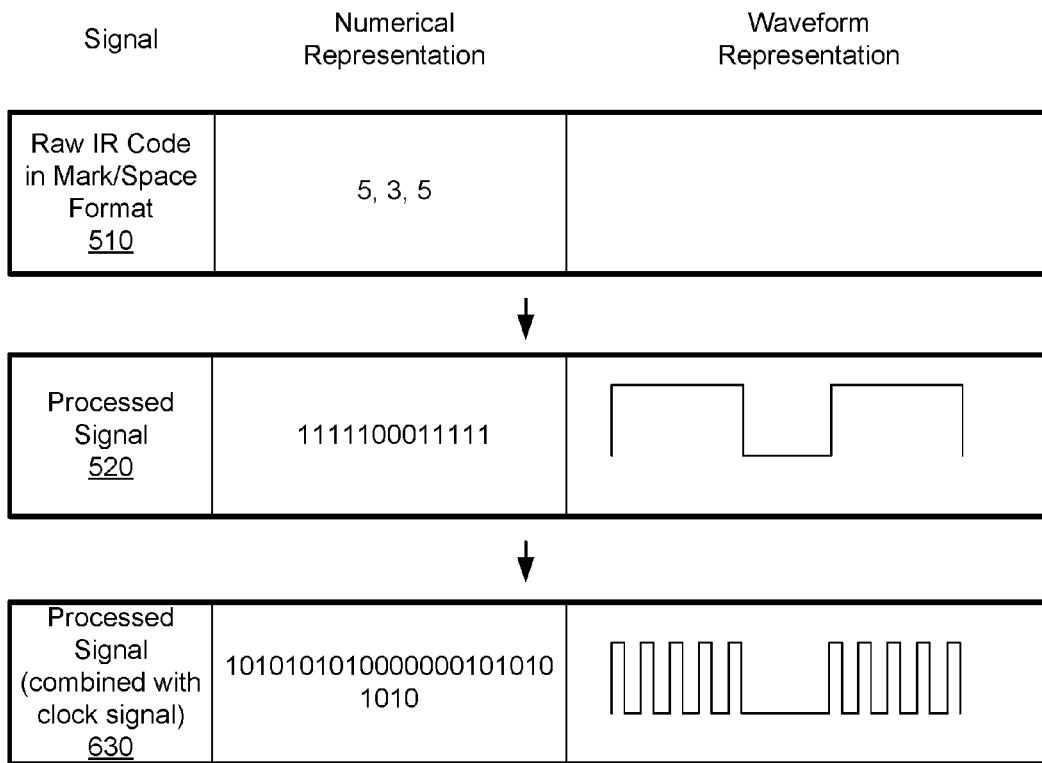 Signal
Numerical
Representation
Waveform
Representation
Raw IR Code
in Mark/Space
Format
510
5, 3, 5
Processed
Signal
520
1111100011111
Processed
Signal
(combined with
clock signal)
630
1010101010000000101010
1010